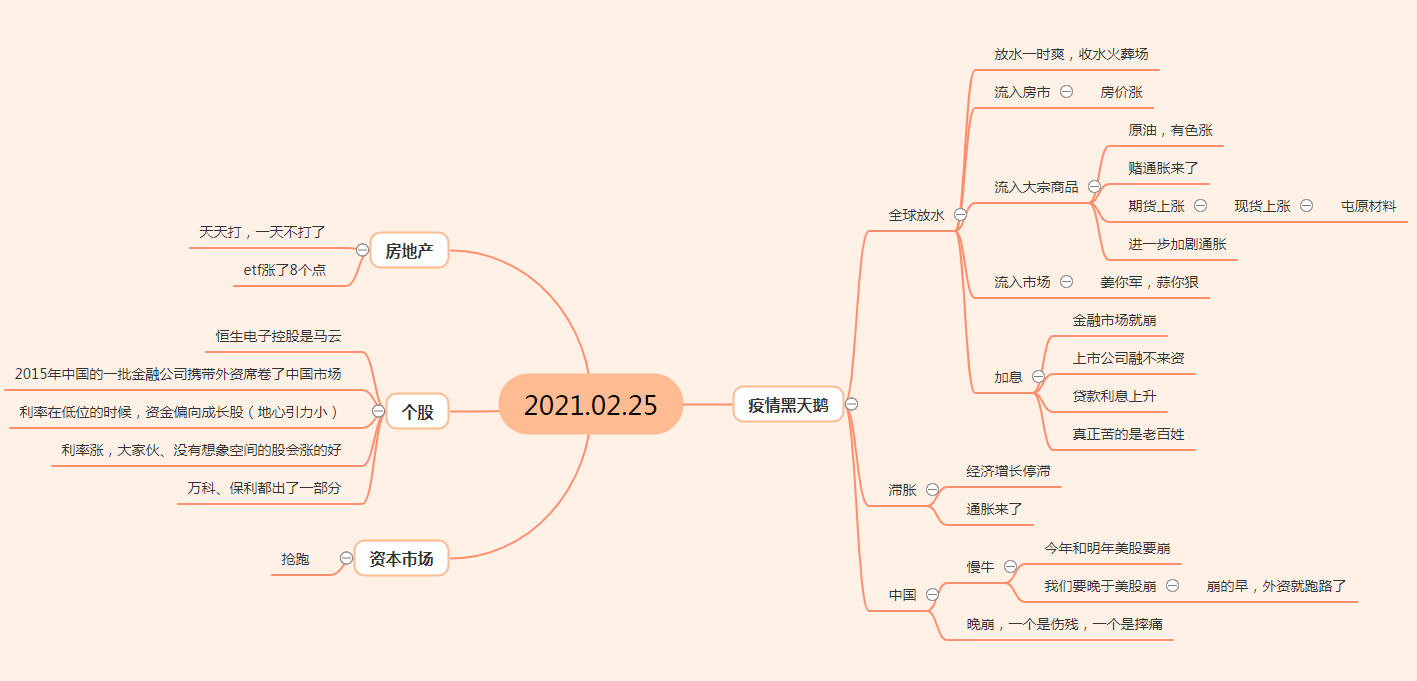 2021.02.25
疫情黑天鹅
全球放水
放水一时爽，收水火葬场
流入房市
房价涨
流入大宗商品
原油，有色涨
赌通胀来了
期货上涨
现货上涨
屯原材料
进一步加剧通胀
流入市场
姜你军，蒜你狠
加息
金融市场就崩
上市公司融不来资
贷款利息上升
真正苦的是老百姓
滞胀
经济增长停滞
通胀来了
中国
慢牛
今年和明年美股要崩
我们要晚于美股崩
崩的早，外资就跑路了
晚崩，一个是伤残，一个是摔痛
房地产
天天打，一天不打了
etf涨了8个点
个股
恒生电子控股是马云
2015年中国的一批金融公司携带外资席卷了中国市场
利率在低位的时候，资金偏向成长股（地心引力小）
利率涨，大家伙、没有想象空间的股会涨的好
万科、保利都出了一部分
资本市场
抢跑